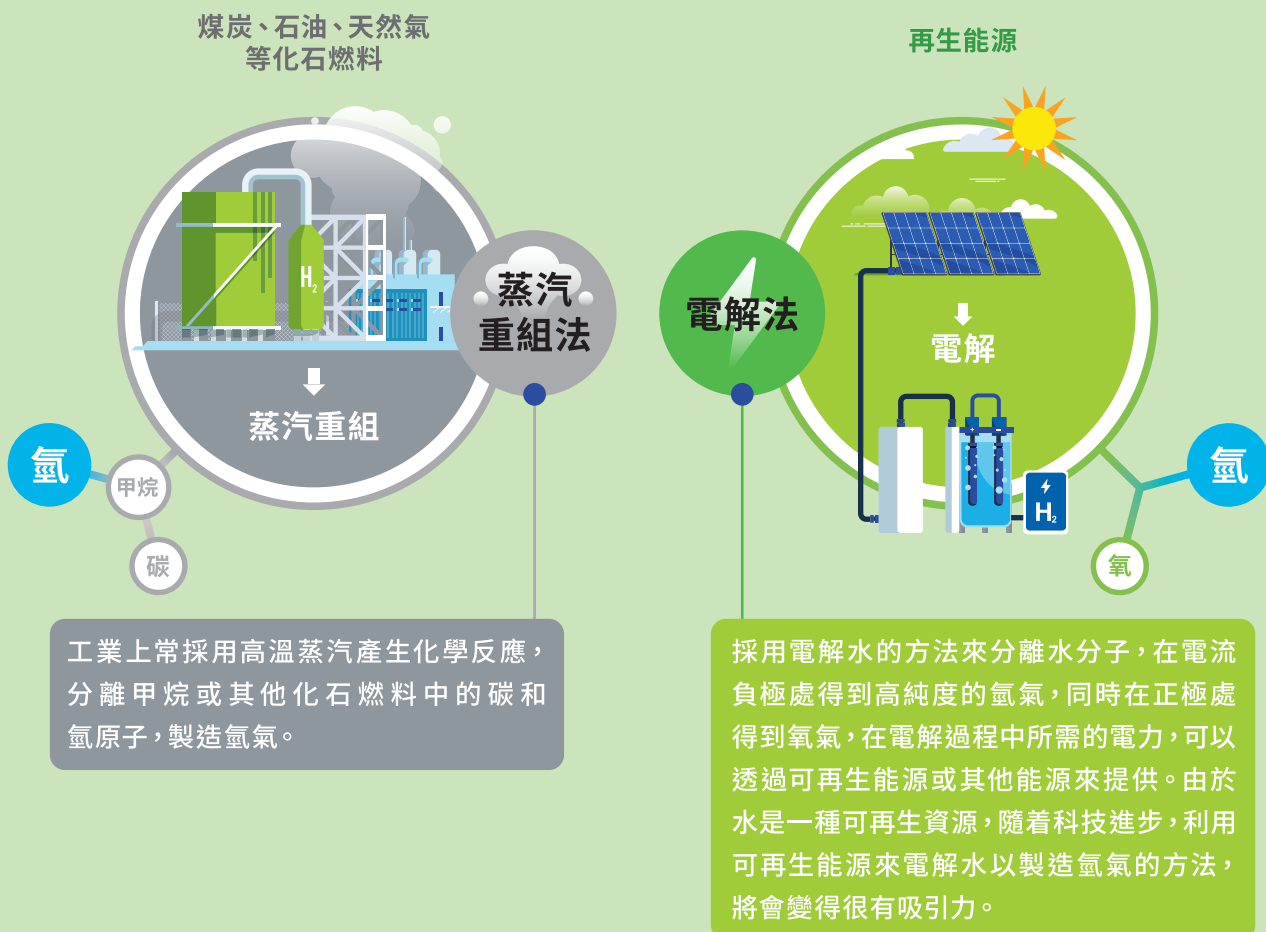 煤炭、石油、天然氣
等化石燃料
H2
蒸汽
重組法
蒸汽重組
氫
甲烷
碳
工業上常採用高溫蒸汽產生化學反應，
分離甲烷或其他化石燃料中的碳和
氫原子，製造氫氣。
再生能源
電解法
電解
+ −
H2
氫
氧
採用電解水的方法來分離水分子，在電流
負極處得到高純度的氫氣，同時在正極處
得到氧氣，在電解過程中所需的電力，可以
透過可再生能源或其他能源來提供。由於
水是一種可再生資源，隨着科技進步，利用
可再生能源來電解水以製造氫氣的方法，
將會變得很有吸引力。